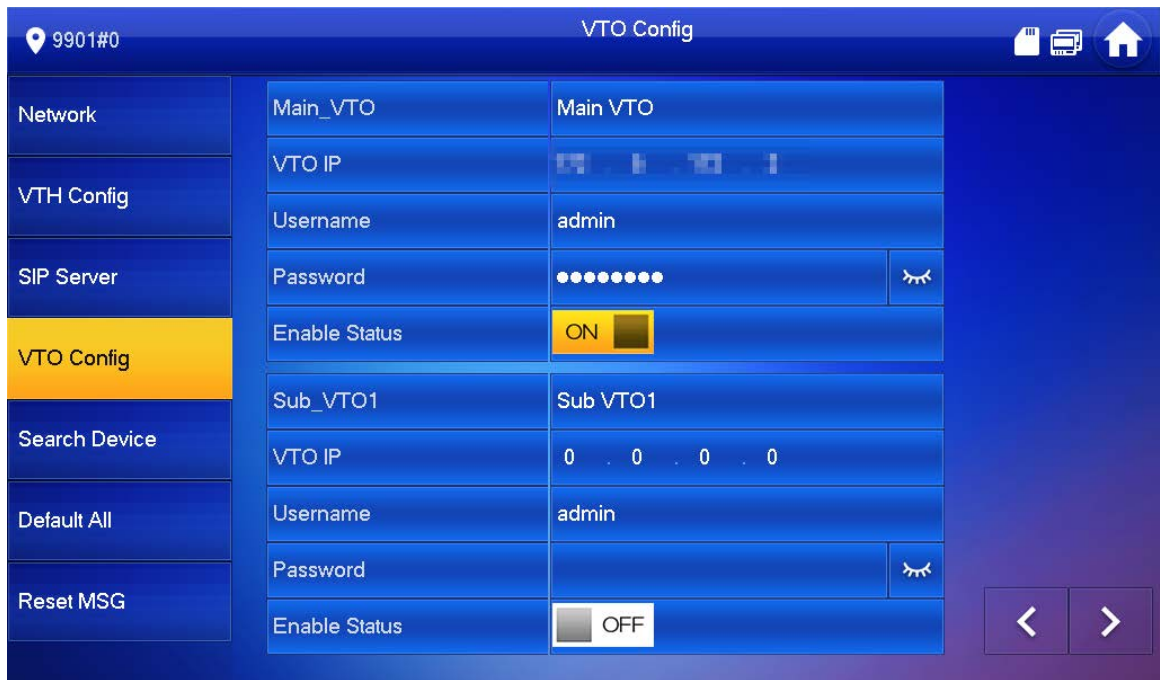 9901#0
VTO Config
Network
VTH Config
SIP Server
VTO Config
Search Device
Default All
Reset MSG
Main_VTO Main VTO
VTO IP
Username admin
Password ●●●●●●●●
Enable Status ON
Sub_VTO1 Sub VTO1
VTO IP 0 . 0 . 0 . 0
Username admin
Password
Enable Status OFF